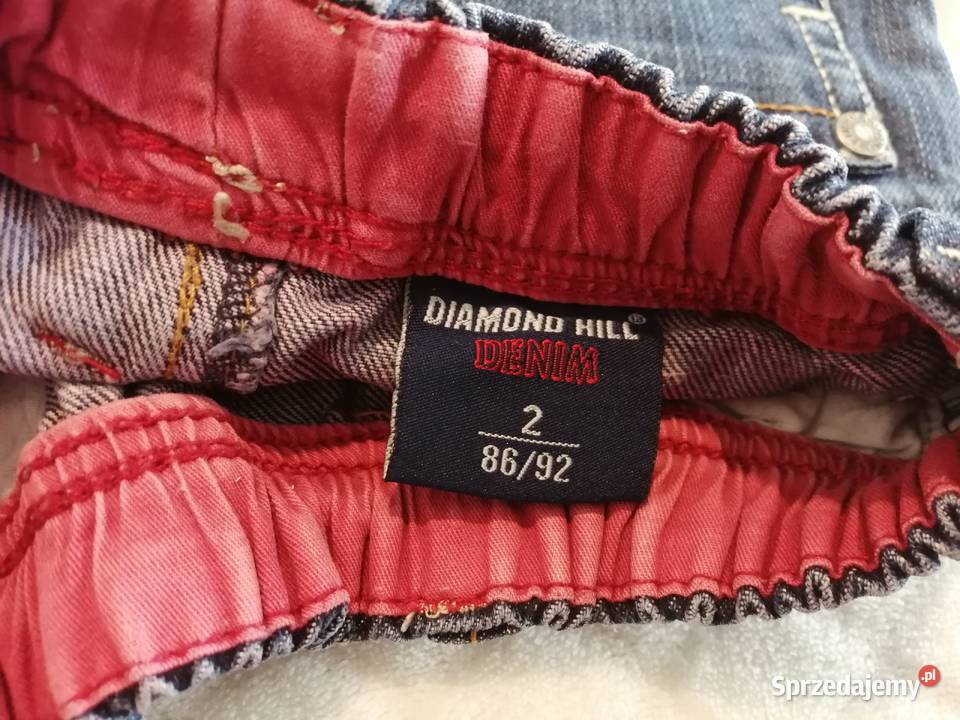 DIAMOND HILL®
DENIM
2
86/92
Sprzedajemy.pl